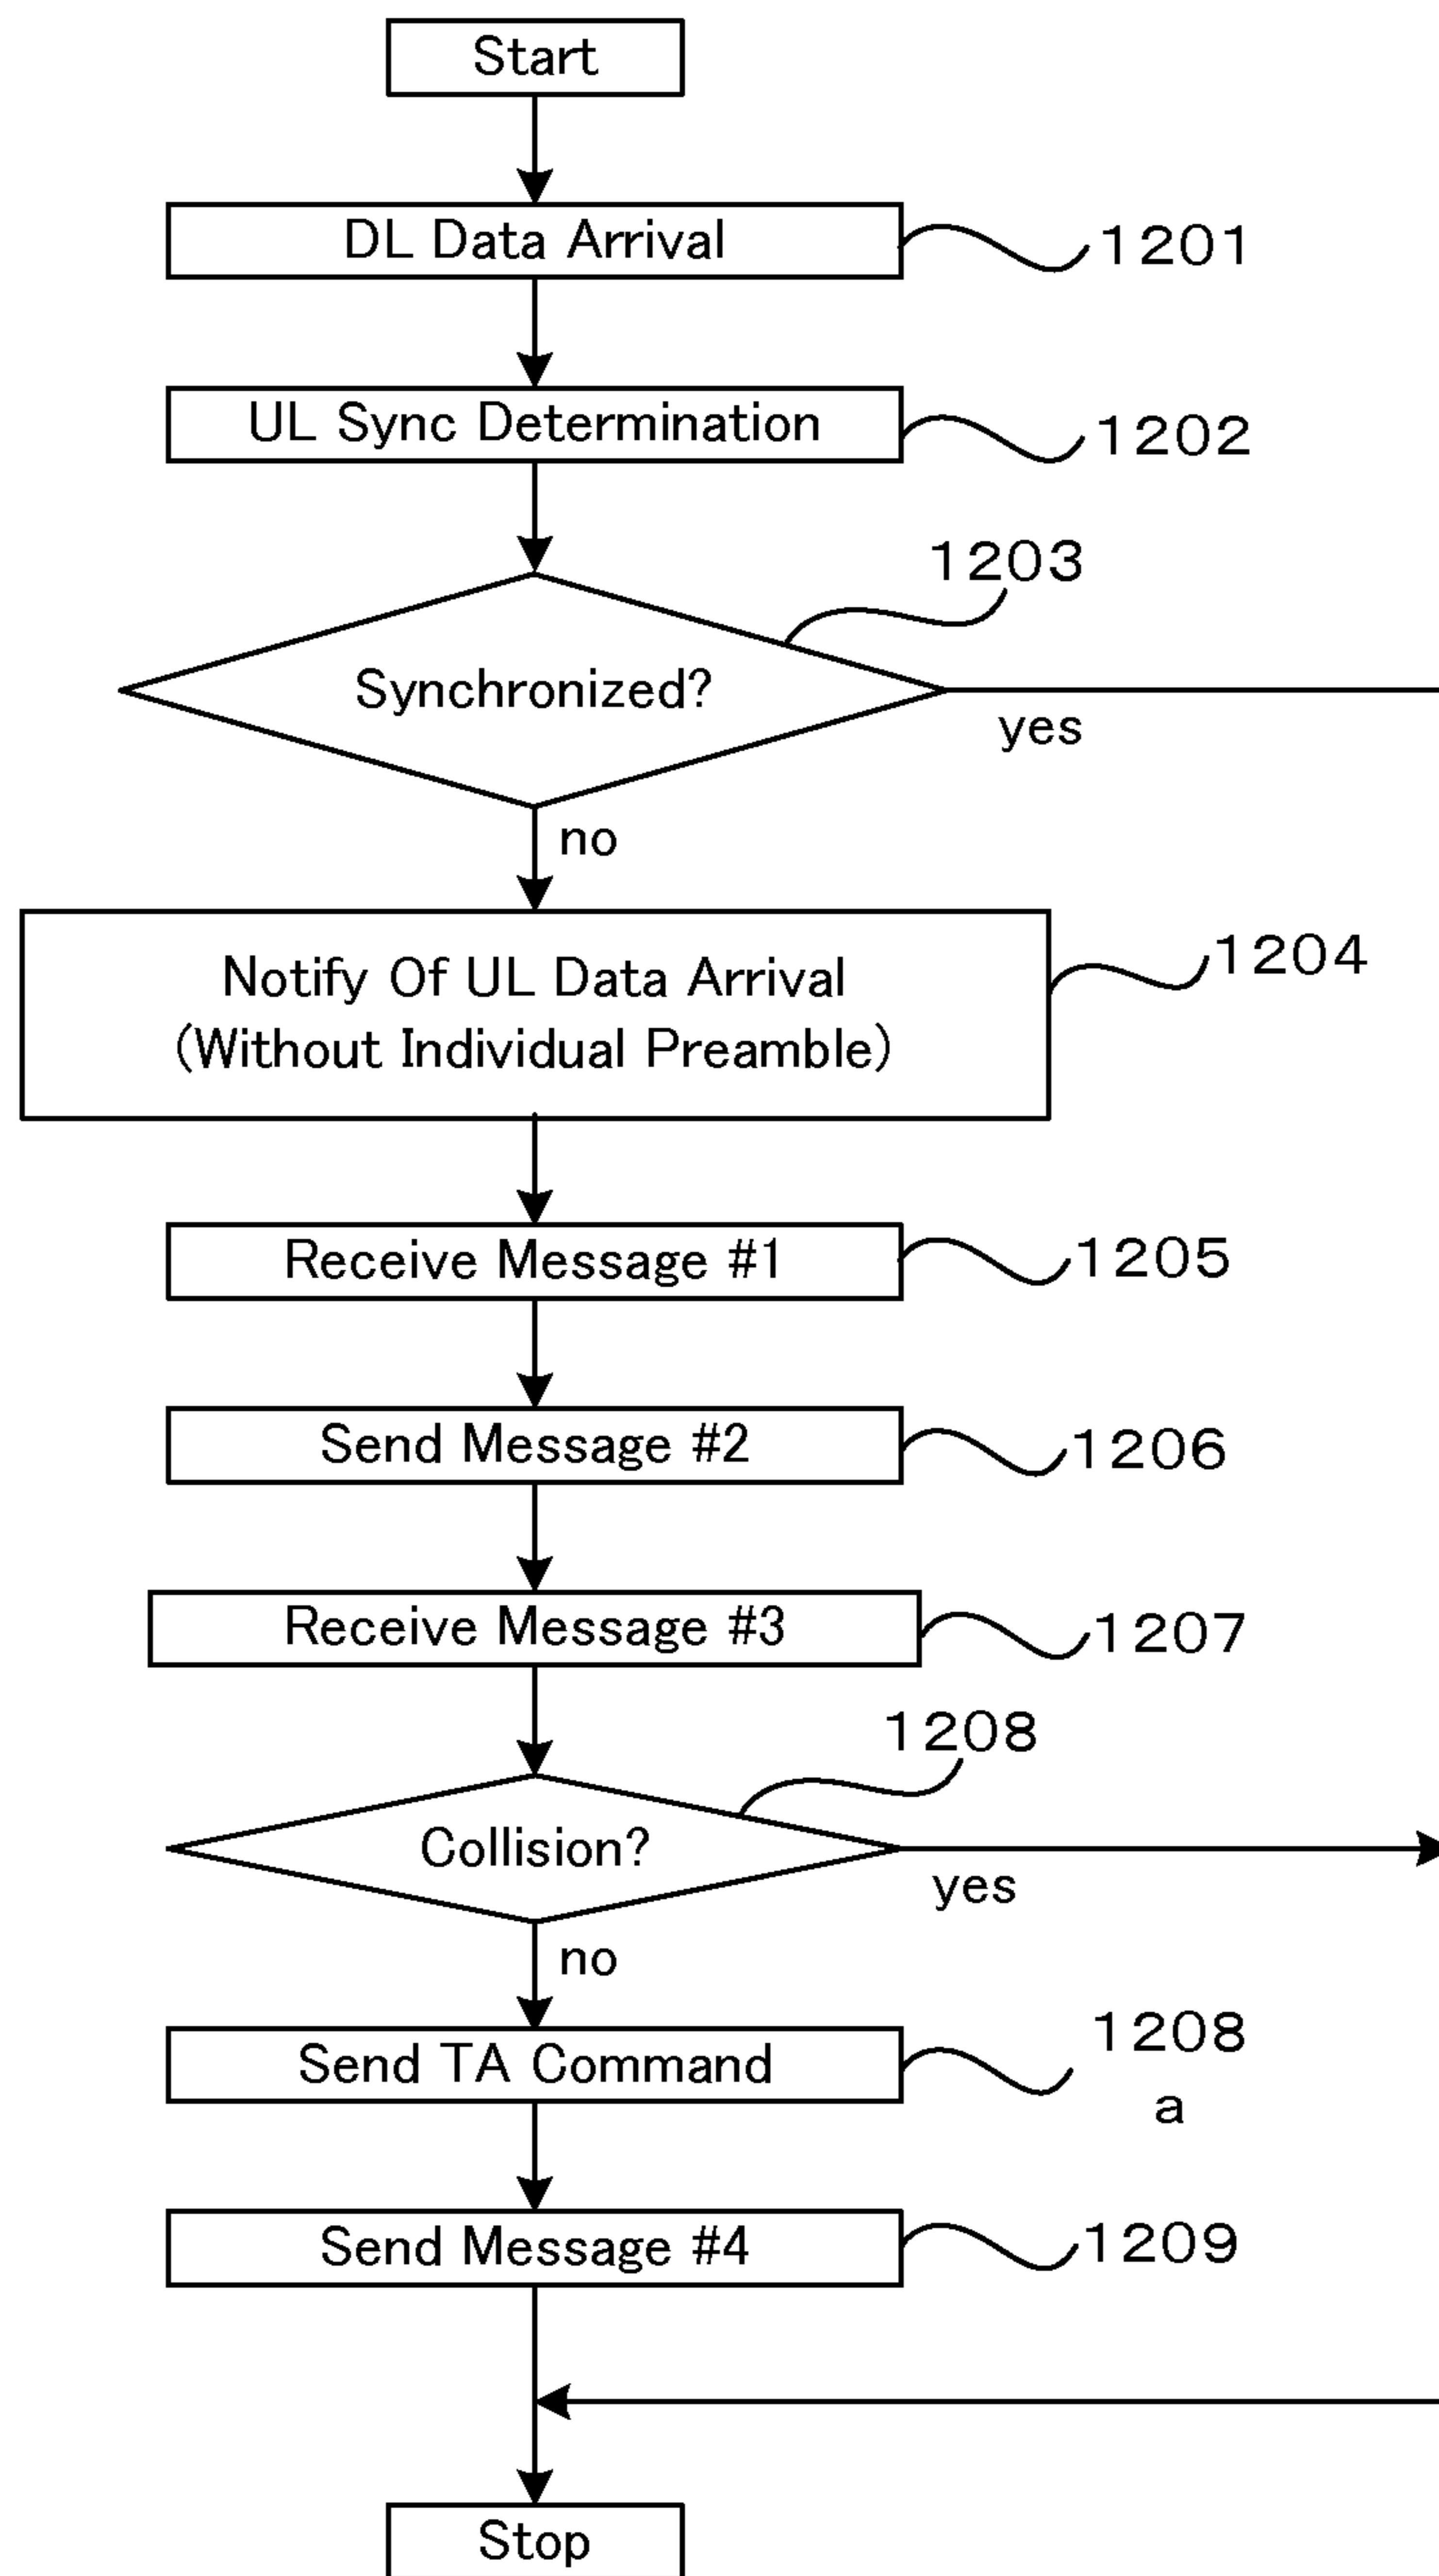 Start
DL Data Arrival
1201
UL Sync Determination
1202
1203
Synchronized?
yes
no
Notify Of UL Data Arrival
(Without Individual Preamble)
1204
Receive Message #1
1205
Send Message #2
1206
Receive Message #3
1207
1208
Collision?
yes
no
Send TA Command
1208
a
Send Message #4
1209
Stop